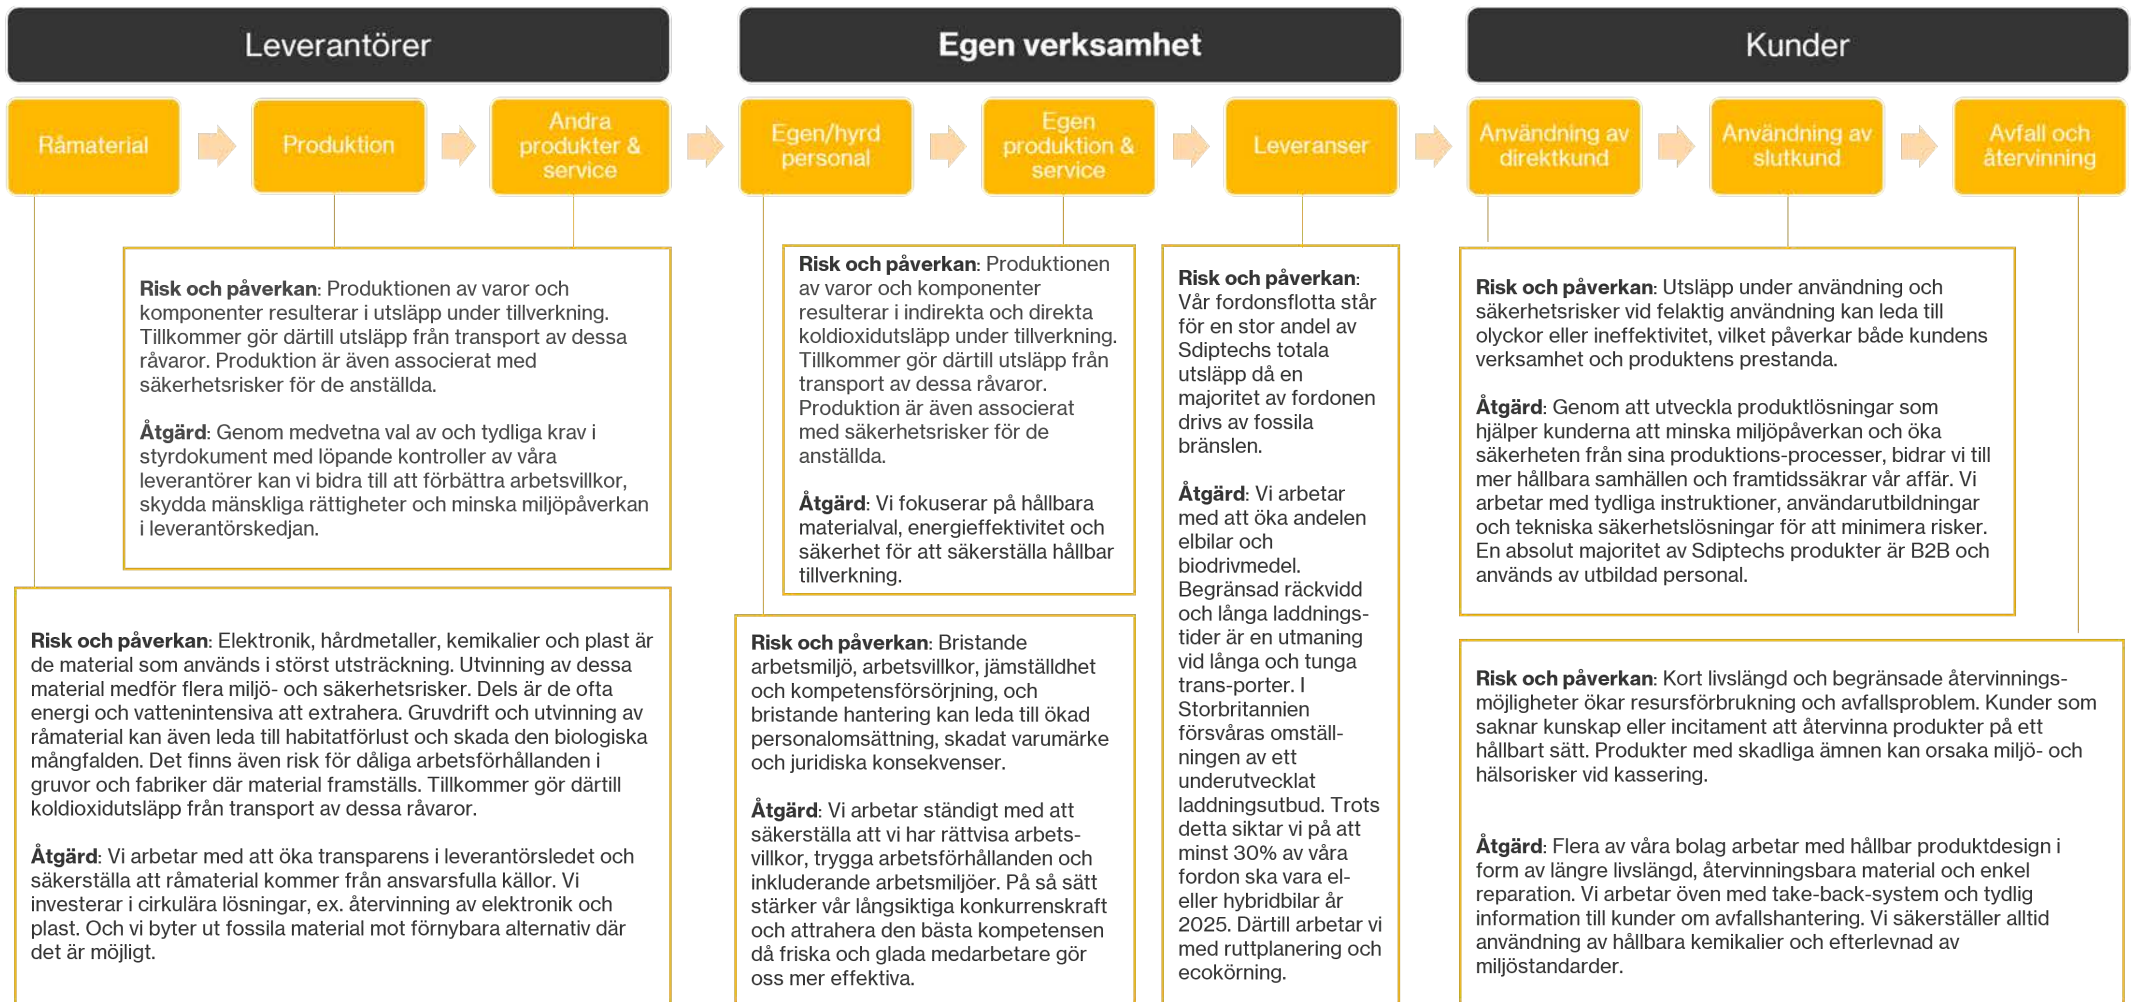 Leverantörer
Egen verksamhet
Kunder
Råmaterial
Produktion
Andra
produkter &
service
Egen/hyrd
personal
Egen
produktion &
service
Leveranser
Användning av
direktkund
Användning av
slutkund
Avfall och
återvinning
Risk och påverkan: Produktionen av varor och
komponenter resulterar i utsläpp under tillverkning.
Tillkommer gör därtill utsläpp från transport av dessa
råvaror. Produktion är även associerat med
säkerhetsrisker för de anställda.
Åtgärd: Genom medvetna val av och tydliga krav i
styrdokument med löpande kontroller av våra
leverantörer kan vi bidra till att förbättra arbetsvillkor,
skydda mänskliga rättigheter och minska miljöpåverkan
i leverantörskedjan.
Risk och påverkan: Elektronik, hårdmetaller, kemikalier och plast är
de material som används i störst utsträckning. Utvinning av dessa
material medför flera miljö- och säkerhetsrisker. Dels är de ofta
energi och vattenintensiva att extrahera. Gruvdrift och utvinning av
råmaterial kan även leda till habitatförlust och skada den biologiska
mångfalden. Det finns även risk för dåliga arbetsförhållanden i
gruvor och fabriker där material framställs. Tillkommer gör därtill
koldioxidutsläpp från transport av dessa råvaror.
Åtgärd: Vi arbetar med att öka transparens i leverantörsledet och
säkerställa att råmaterial kommer från ansvarsfulla källor. Vi
investerar i cirkulära lösningar, ex. återvinning av elektronik och
plast. Och vi byter ut fossila material mot förnybara alternativ där
det är möjligt.
Risk och påverkan: Produktionen
av varor och komponenter
resulterar i indirekta och direkta
koldioxidutsläpp under tillverkning.
Tillkommer gör därtill utsläpp från
transport av dessa råvaror.
Produktion är även associerat
med säkerhetsrisker för de
anställda.
Åtgärd: Vi fokuserar på hållbara
materialval, energieffektivitet och
säkerhet för att säkerställa hållbar
tillverkning.
Risk och påverkan: Bristande
arbetsmiljö, arbetsvillkor, jämställdhet
och kompetensförsörjning, och
bristande hantering kan leda till ökad
personalomsättning, skadat varumärke
och juridiska konsekvenser.
Åtgärd: Vi arbetar ständigt med att
säkerställa att vi har rättvisa arbets-
villkor, trygga arbetsförhållanden och
inkluderande arbetsmiljöer. På så sätt
stärker vår långsiktiga konkurrenskraft
och attrahera den bästa kompetensen
då friska och glada medarbetare gör
oss mer effektiva.
Risk och påverkan:
Vår fordonsflotta står
för en stor andel av
Sdiptechs totala
utsläpp då en
majoritet av fordonen
drivs av fossila
bränslen.
Åtgärd: Vi arbetar
med att öka andelen
elbilar och
biodrivmedel.
Begränsad räckvidd
och långa laddnings-
tider är en utmaning
vid långa och tunga
trans-porter. I
Storbritannien
försvåras omställ-
ningen av ett
underutvecklat
laddningsutbud. Trots
detta siktar vi på att
minst 30% av våra
fordon ska vara el-
eller hybridbilar år
2025. Därtill arbetar vi
med ruttplanering och
ecokörning.
Risk och påverkan: Utsläpp under användning och
säkerhetsrisker vid felaktig användning kan leda till
olyckor eller ineffektivitet, vilket påverkar både kundens
verksamhet och produktens prestanda.
Åtgärd: Genom att utveckla produktlösningar som
hjälper kunderna att minska miljöpåverkan och öka
säkerheten från sina produktions-processer, bidrar vi till
mer hållbara samhällen och framtidssäkrar vår affär. Vi
arbetar med tydliga instruktioner, användarutbildningar
och tekniska säkerhetslösningar för att minimera risker.
En absolut majoritet av Sdiptechs produkter är B2B och
används av utbildad personal.
Risk och påverkan: Kort livslängd och begränsade återvinnings-
möjligheter ökar resursförbrukning och avfallsproblem. Kunder som
saknar kunskap eller incitament att återvinna produkter på ett
hållbart sätt. Produkter med skadliga ämnen kan orsaka miljö- och
hälsorisker vid kassering.
Åtgärd: Flera av våra bolag arbetar med hållbar produktdesign i
form av längre livslängd, återvinningsbara material och enkel
reparation. Vi arbetar öven med take-back-system och tydlig
information till kunder om avfallshantering. Vi säkerställer alltid
användning av hållbara kemikalier och efterlevnad av
miljöstandarder.